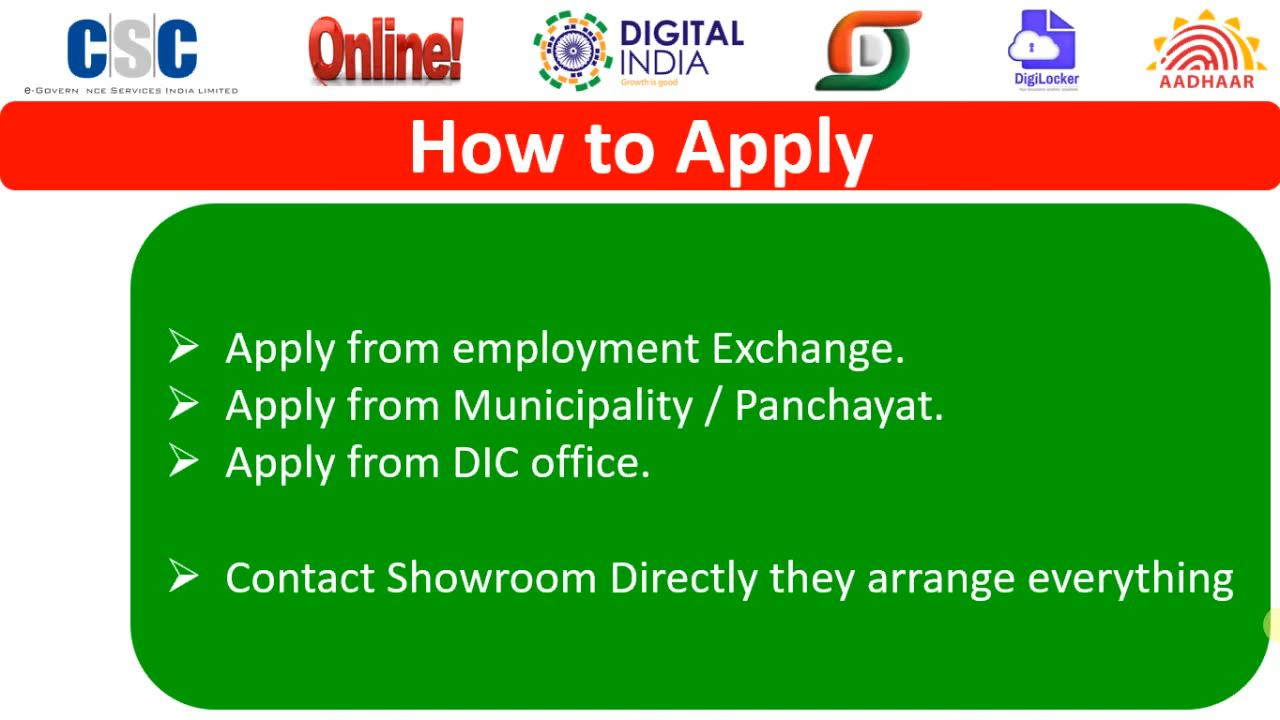 CSC
e-Govern nce Services India Limited
Online!
DIGITAL
INDIA
Growth is good
D
DigiLocker
AADHAAR
How to Apply
➢ Apply from employment Exchange.
➢ Apply from Municipality / Panchayat.
➢ Apply from DIC office.
➢ Contact Showroom Directly they arrange everything